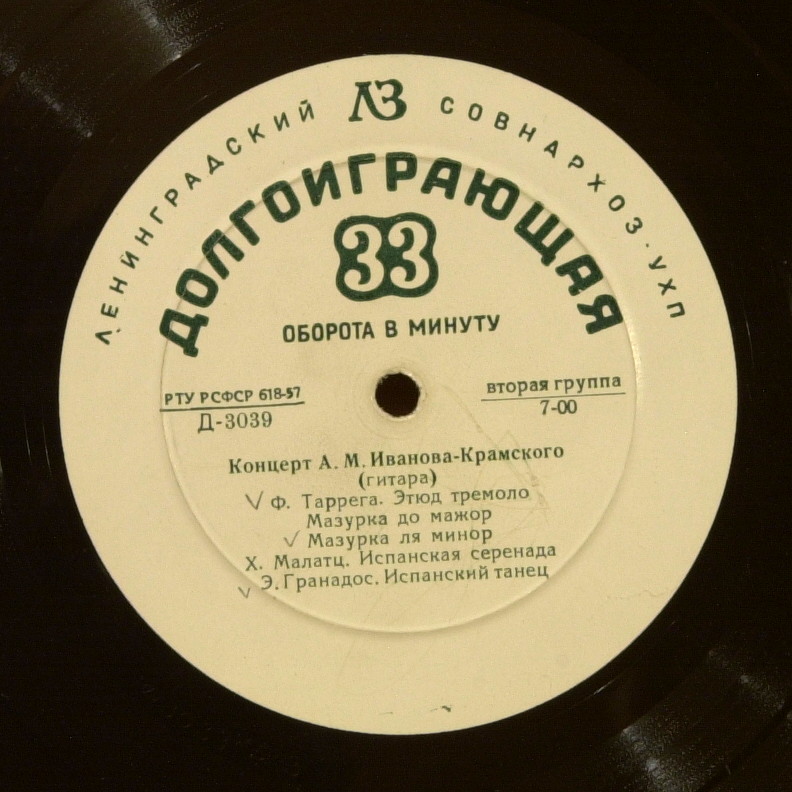 ЛЕНИНГРАДСКИЙ ЛЗ СОВНАРХОЗ·УХП
ДОЛГОИГРАЮЩАЯ
33
ОБОРОТА В МИНУТУ
РТУ РСФСР 618-57
Д-3039
вторая группа
7-00
Концерт А. М. Иванова-Крамского
(гитара)
Ф. Таррега. Этюд тремоло
Мазурка до мажор
Мазурка ля минор
Х. Малатц. Испанская серенада
Э. Гранадос. Испанский танец